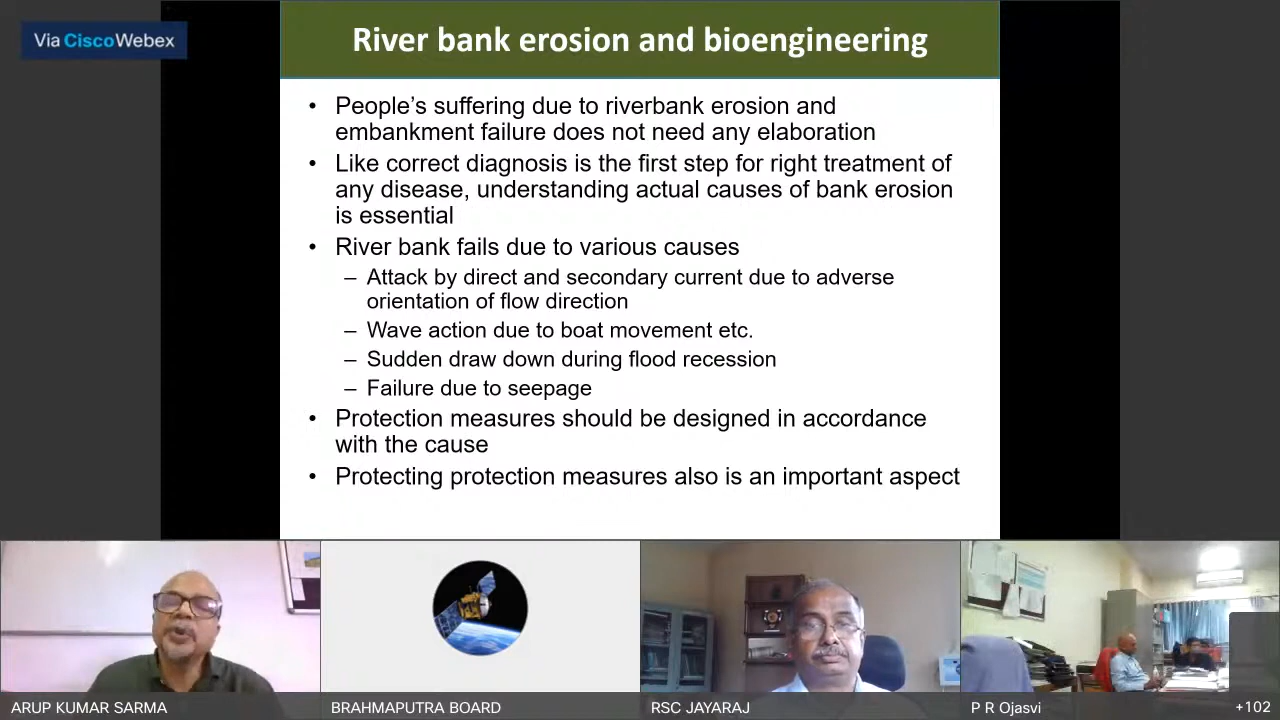 Via Cisco Webex
River bank erosion and bioengineering
• People’s suffering due to riverbank erosion and
embankment failure does not need any elaboration
• Like correct diagnosis is the first step for right treatment of
any disease, understanding actual causes of bank erosion
is essential
• River bank fails due to various causes
– Attack by direct and secondary current due to adverse
orientation of flow direction
– Wave action due to boat movement etc.
– Sudden draw down during flood recession
– Failure due to seepage
• Protection measures should be designed in accordance
with the cause
• Protecting protection measures also is an important aspect
ARUP KUMAR SARMA
BRAHMAPUTRA BOARD
RSC JAYARAJ
P R Ojasvi
+102